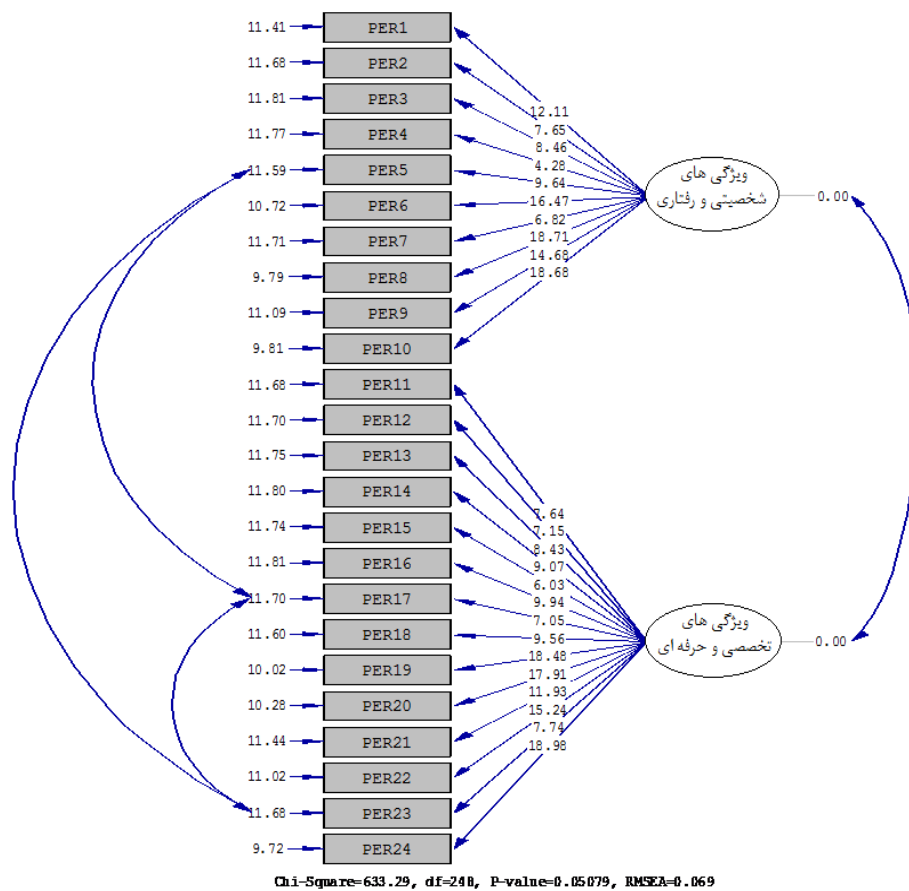 11.41 PER1
11.68 PER2
11.81 PER3
12.11
11.77 PER4
7.65
8.46
11.59 PER5
4.28
ویژگی های
9.64
شخصیتی و رفتاری
0.00
10.72 PER6
16.47
6.82
11.71 PER7
18.71
14.68
9.79 PER8
18.68
11.09 PER9
9.81 PER10
11.68 PER11
11.70 PER12
11.75 PER13
11.80 PER14
7.64
11.74 PER15
7.15
8.43
11.81 PER16
9.07
6.03
11.70 PER17
9.94
7.05
ویژگی های
11.60 PER18
9.56
تخصصی و حرفه ای
0.00
18.48
10.02 PER19
17.91
11.93
10.28 PER20
15.24
7.74
11.44 PER21
18.98
11.02 PER22
11.68 PER23
9.72 PER24
Chi-Square=633.29, df=248, P-value=0.05079, RMSEA=0.069